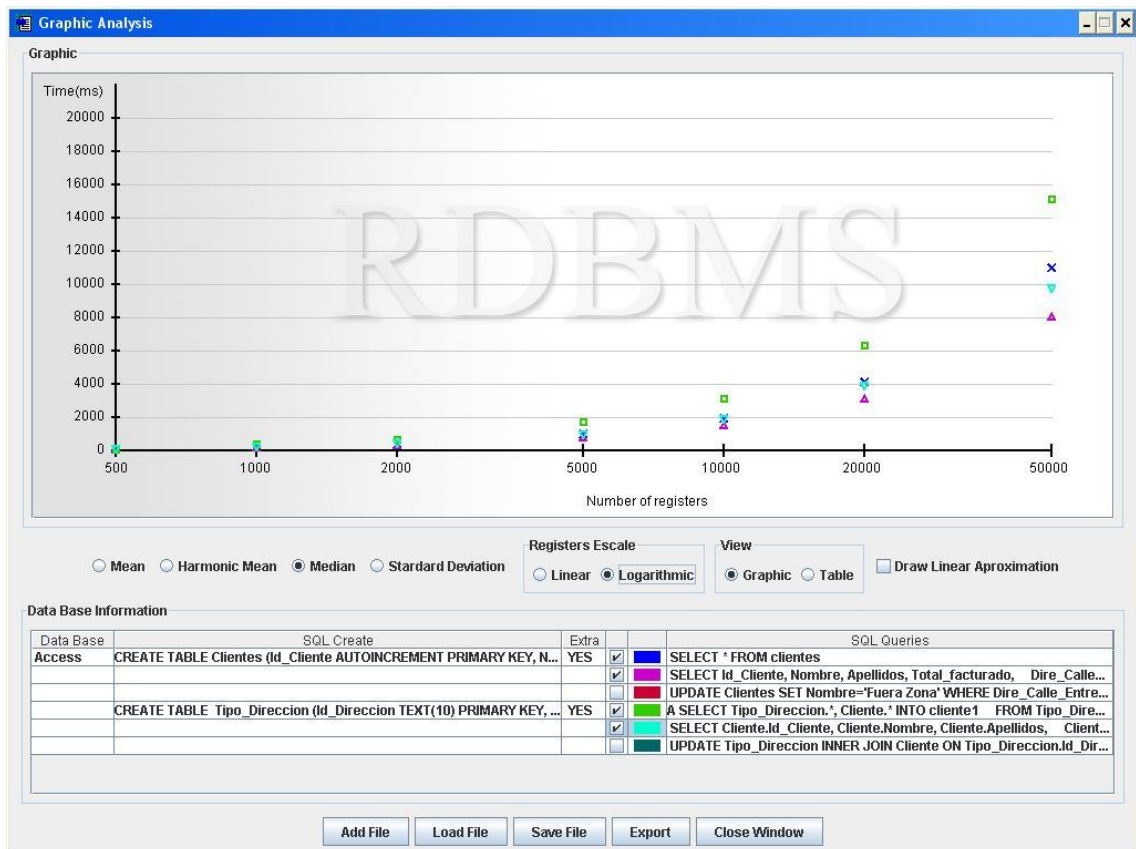 Graphic Analysis
Graphic
Time(ms)
20000
18000
16000
14000
12000
10000
8000
6000
4000
2000
0
RDBMS
500 1000 2000 5000 10000 20000 50000
Number of registers
Mean Harmonic Mean Median Stardard Deviation
Registers Escale
Linear Logarithmic
View
Graphic Table
Draw Linear Aproximation
Data Base Information
Data Base SQL Create Extra SQL Queries
Access CREATE TABLE Clientes (Id_Cliente AUTOINCREMENT PRIMARY KEY, N... YES SELECT * FROM clientes
SELECT Id_Cliente, Nombre, Apellidos, Total_facturado, Dire_Calle...
UPDATE Clientes SET Nombre='Fuera Zona' WHERE Dire_Calle_Entre...
CREATE TABLE Tipo_Direccion (Id_Direccion TEXT(10) PRIMARY KEY, ... YES A SELECT Tipo_Direccion.*, Cliente.* INTO cliente1 FROM Tipo_Dire...
SELECT Cliente.Id_Cliente, Cliente.Nombre, Cliente.Apellidos, Client...
UPDATE Tipo_Direccion INNER JOIN Cliente ON Tipo_Direccion.Id_Dir...
Add File Load File Save File Export Close Window